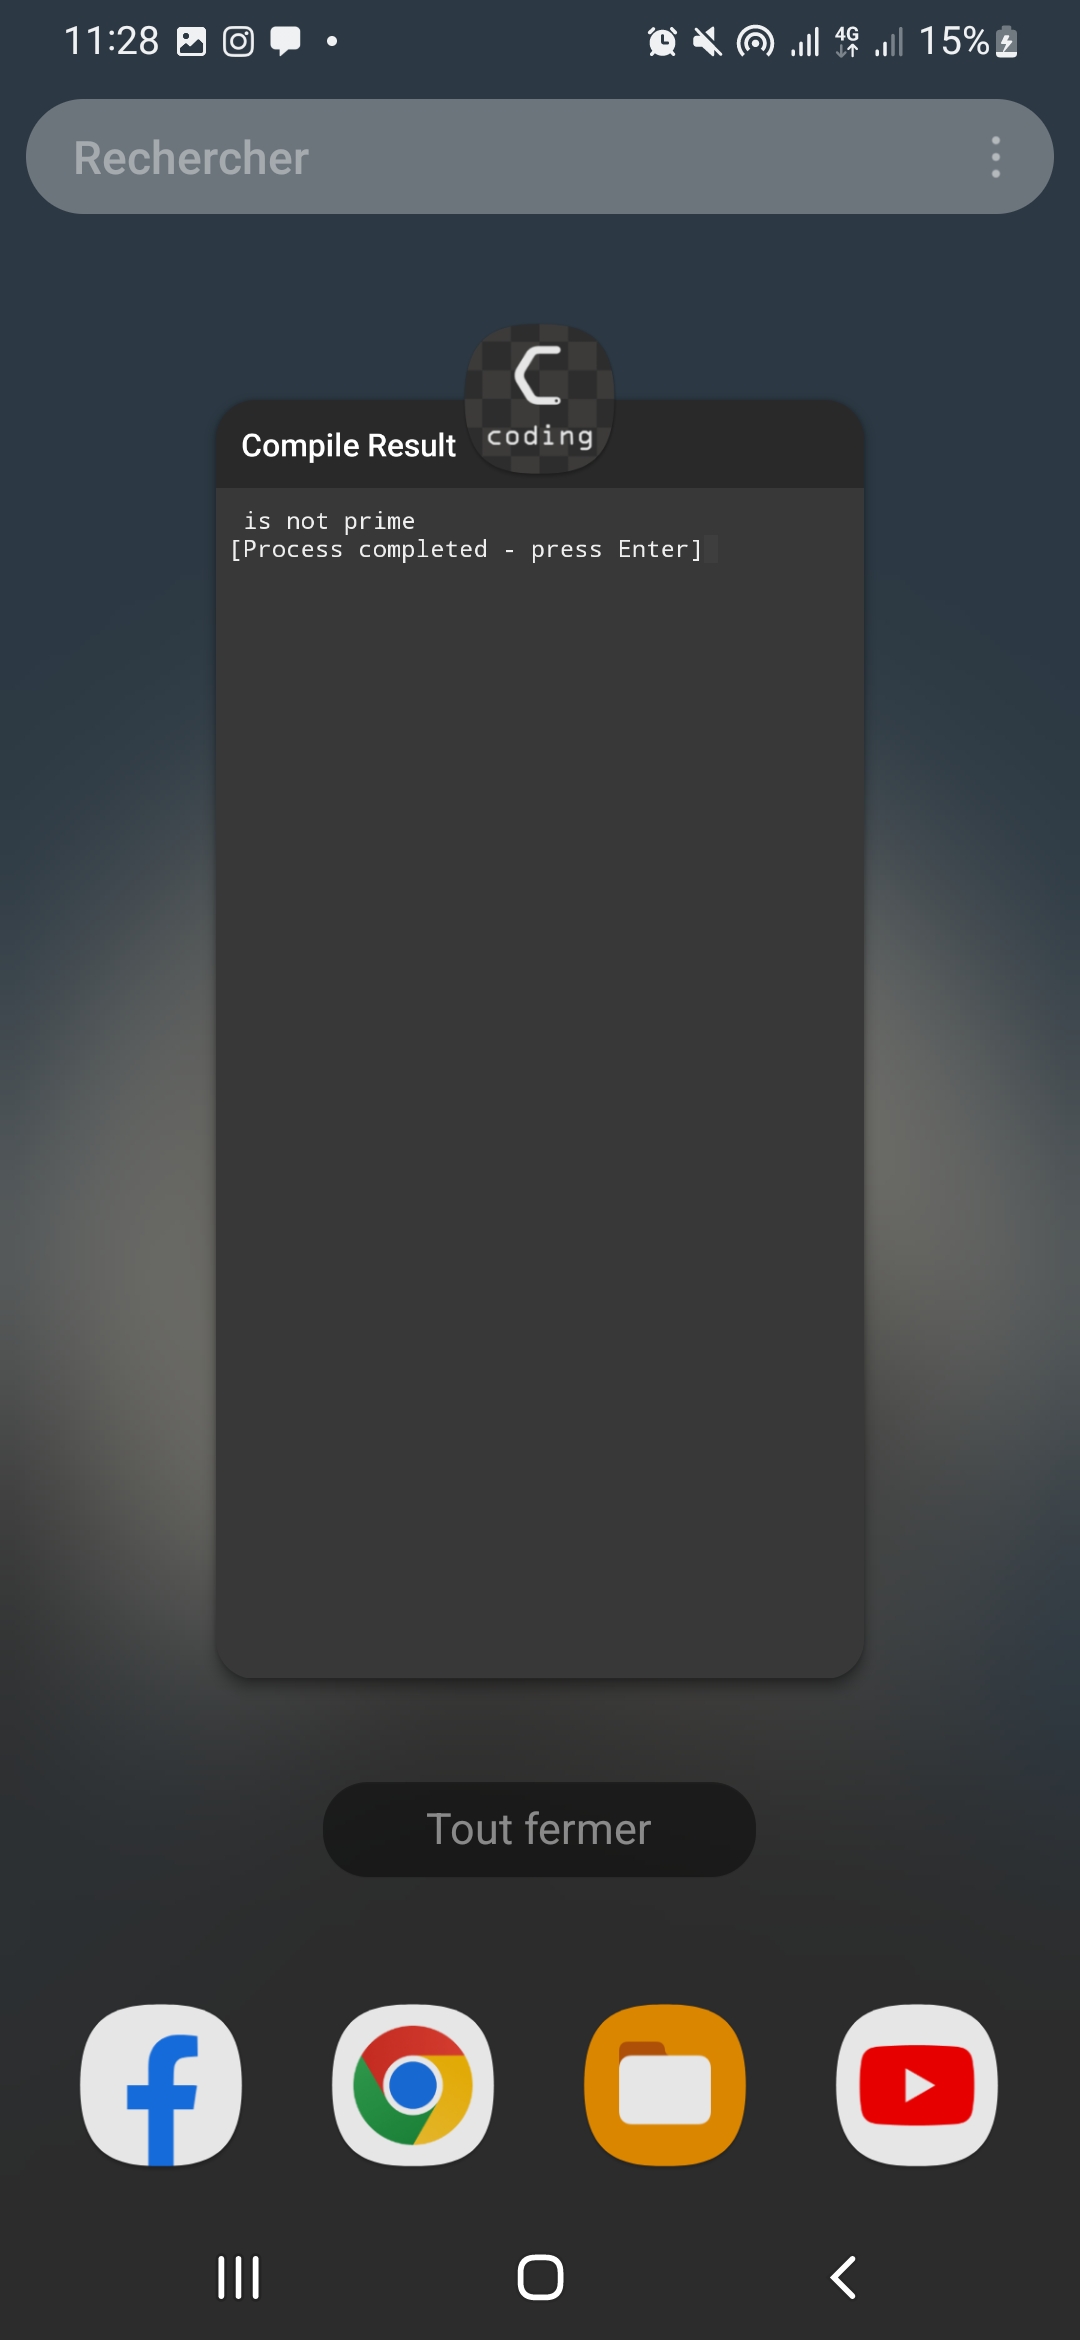 11:28
4G
15%
Rechercher
coding
Compile Result
is not prime
[Process completed - press Enter]
Tout fermer